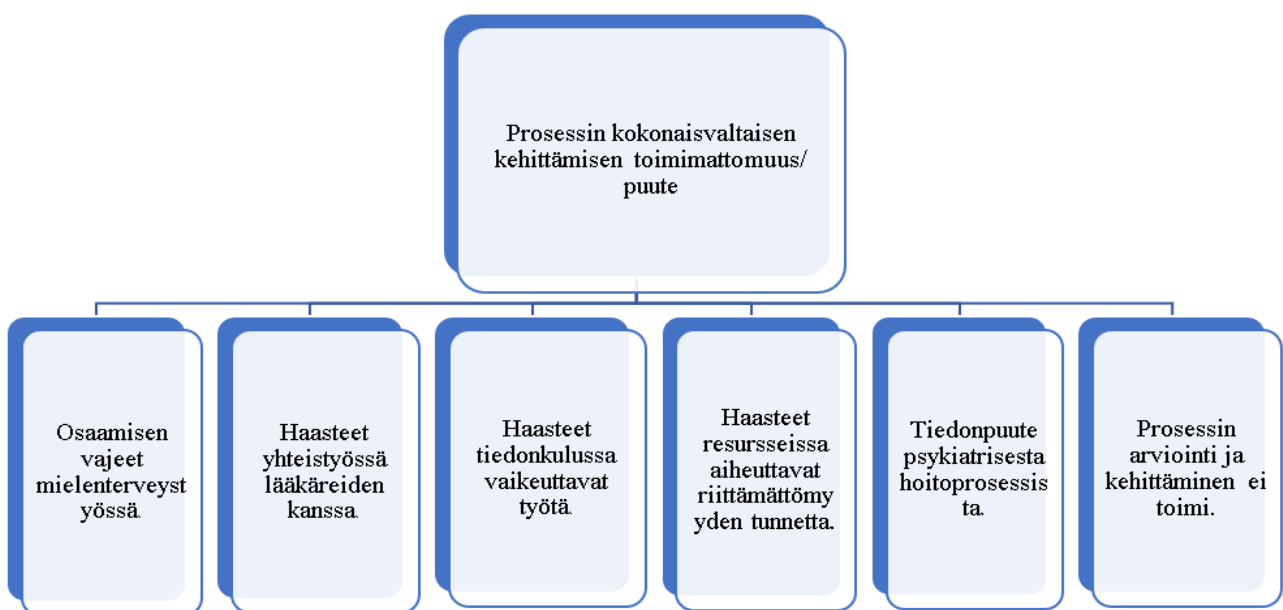 Prosessin kokonaisvaltaisen
kehittämisen toimimattomuus/
puute
Osaamisen
vajeet
mielenterveyst
yössä.
Haasteet
yhteistyössä
lääkäreiden
kanssa.
Haasteet
tiedonkulussa
vaikeuttavat
työtä.
Haasteet
resursseissa
aiheuttavat
riittämättömy
yden tunnetta.
Tiedonpuute
psykiatrisesta
hoitoprosessis
ta.
Prosessin
arviointi ja
kehittäminen ei
toimi.